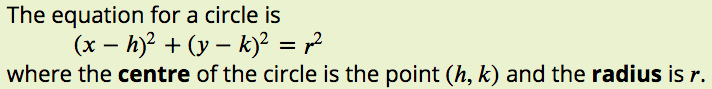 The equation for a circle is
(x − h)² + (y − k)² = r²
where the centre of the circle is the point (h, k) and the radius is r.